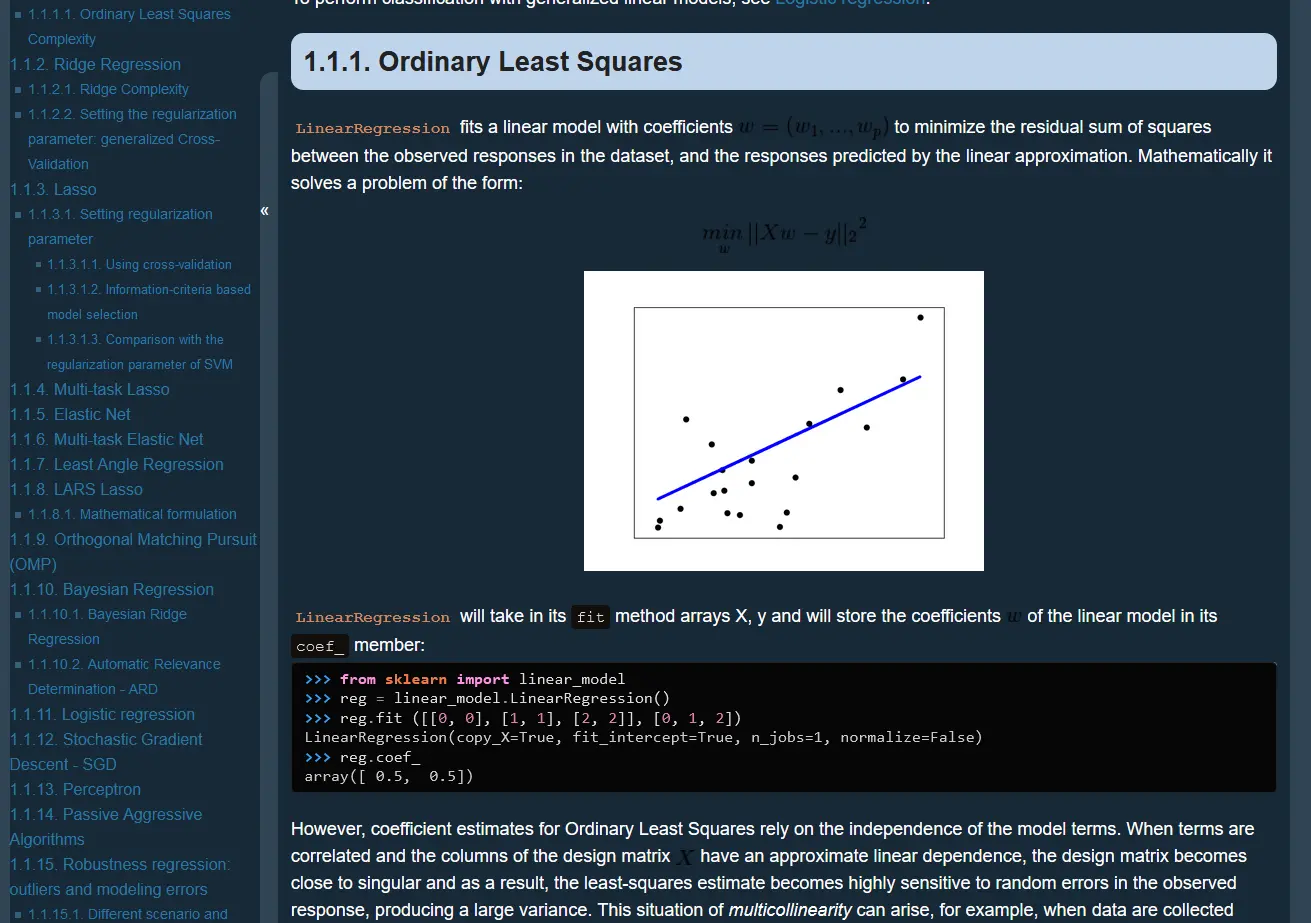 1.1.1.1. Ordinary Least Squares
Complexity
1.1.2. Ridge Regression
1.1.2.1. Ridge Complexity
1.1.2.2. Setting the regularization
parameter: generalized Cross-
Validation
1.1.3. Lasso
1.1.3.1. Setting regularization
parameter
1.1.3.1.1. Using cross-validation
1.1.3.1.2. Information-criteria based
model selection
1.1.3.1.3. Comparison with the
regularization parameter of SVM
1.1.4. Multi-task Lasso
1.1.5. Elastic Net
1.1.6. Multi-task Elastic Net
1.1.7. Least Angle Regression
1.1.8. LARS Lasso
1.1.8.1. Mathematical formulation
1.1.9. Orthogonal Matching Pursuit
(OMP)
1.1.10. Bayesian Regression
1.1.10.1. Bayesian Ridge
Regression
1.1.10.2. Automatic Relevance
Determination - ARD
1.1.11. Logistic regression
1.1.12. Stochastic Gradient
Descent - SGD
1.1.13. Perceptron
1.1.14. Passive Aggressive
Algorithms
1.1.15. Robustness regression:
outliers and modeling errors
1.1.15.1. Different scenario and
«
To perform classification with generalized linear models, see Logistic regression.
1.1.1. Ordinary Least Squares
LinearRegression fits a linear model with coefficients w = (w₁, ..., wₚ) to minimize the residual sum of squares
between the observed responses in the dataset, and the responses predicted by the linear approximation. Mathematically it
solves a problem of the form:
min ||Xw − y||₂²
w
LinearRegression will take in its fit method arrays X, y and will store the coefficients w of the linear model in its
coef_ member:
>>> from sklearn import linear_model
>>> reg = linear_model.LinearRegression()
>>> reg.fit ([[0, 0], [1, 1], [2, 2]], [0, 1, 2])
LinearRegression(copy_X=True, fit_intercept=True, n_jobs=1, normalize=False)
>>> reg.coef_
array([ 0.5,  0.5])
However, coefficient estimates for Ordinary Least Squares rely on the independence of the model terms. When terms are
correlated and the columns of the design matrix X have an approximate linear dependence, the design matrix becomes
close to singular and as a result, the least-squares estimate becomes highly sensitive to random errors in the observed
response, producing a large variance. This situation of multicollinearity can arise, for example, when data are collected